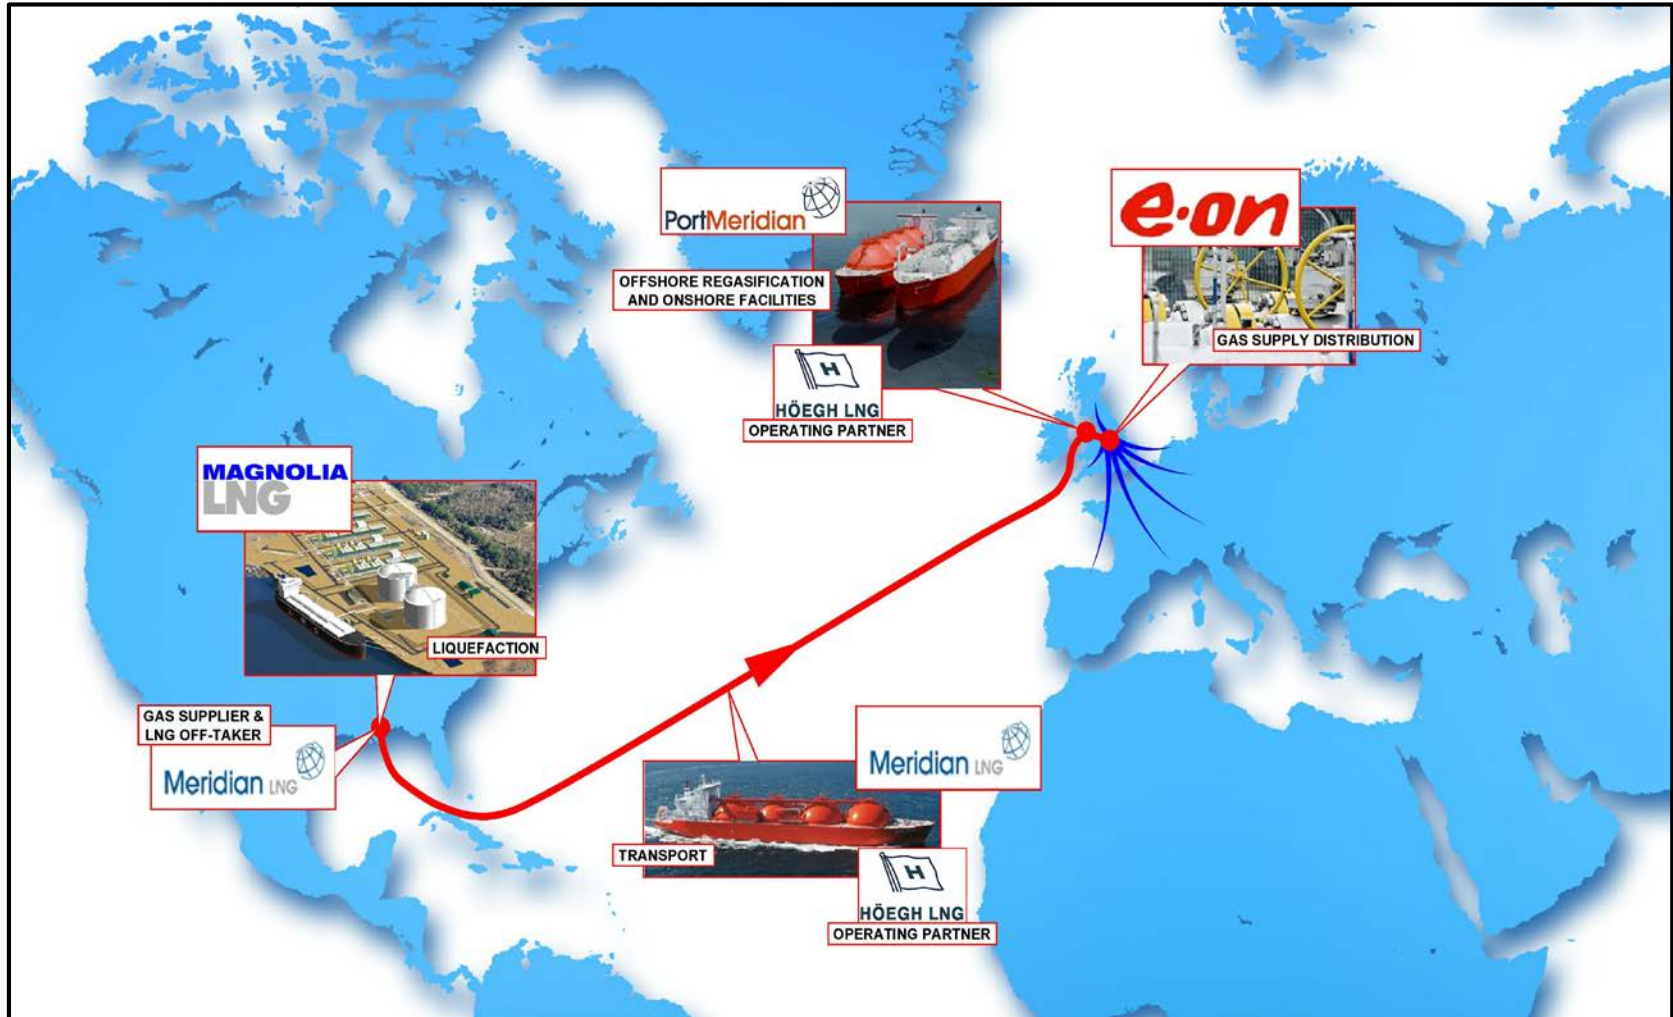 PortMeridian
OFFSHORE REGASIFICATION
AND ONSHORE FACILITIES
H
HÖEGH LNG
OPERATING PARTNER
e·on
GAS SUPPLY DISTRIBUTION
MAGNOLIA
LNG
LIQUEFACTION
GAS SUPPLIER &
LNG OFF-TAKER
Meridian LNG
Meridian LNG
TRANSPORT
H
HÖEGH LNG
OPERATING PARTNER